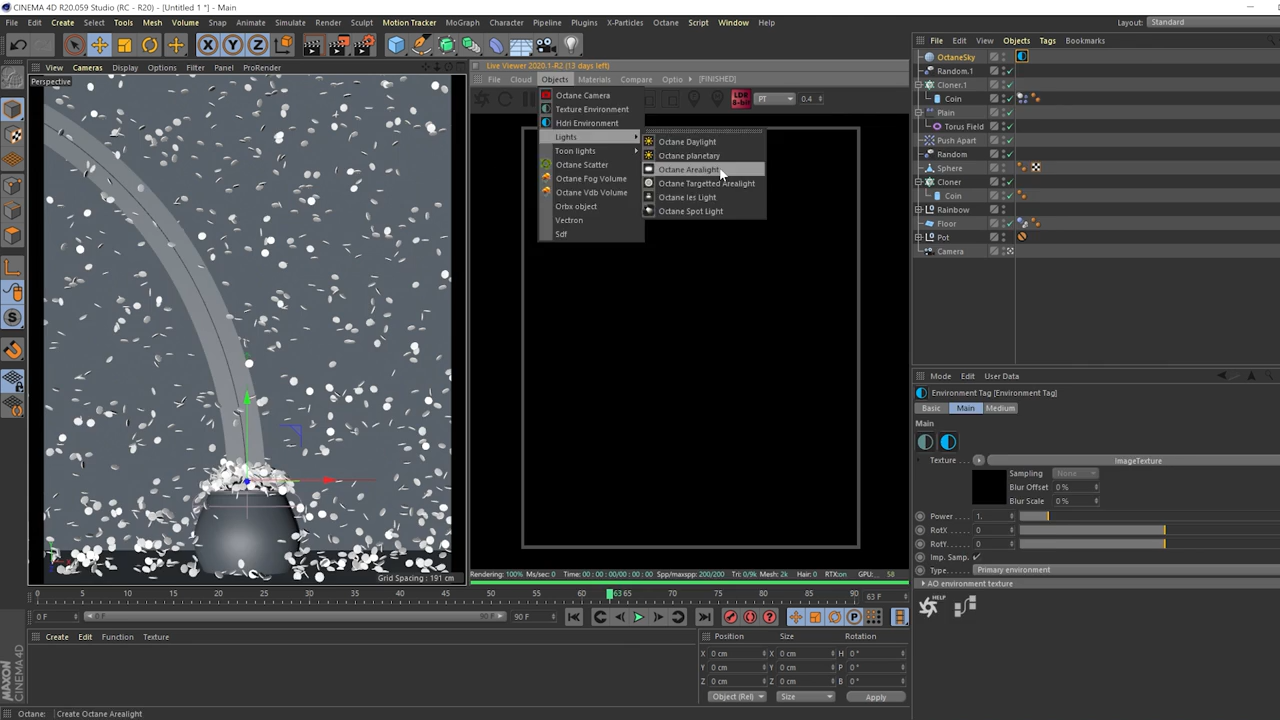 CINEMA 4D R20.059 Studio (RC - R20) - [Untitled 1 *] - Main
File Edit Create Select Tools Mesh Volume Snap Animate Simulate Render Sculpt Motion Tracker MoGraph Character Pipeline Plugins X-Particles Octane Script Window Help
Layout: Standard
X Y Z
View Cameras Display Options Filter Panel ProRender
Perspective
Grid Spacing : 191 cm
Live Viewer 2020.1-R2 (13 days left)
File Cloud Objects Materials Compare Optio [FINISHED]
LDB 8-bit PT 0.4
Octane Camera
Texture Environment
Hdri Environment
Lights
Toon lights
Octane Scatter
Octane Fog Volume
Octane Vdb Volume
Orbx object
Vectron
Sdf
Octane Daylight
Octane planetary
Octane Arealight
Octane Targetted Arealight
Octane Ies Light
Octane Spot Light
Rendering: 100% Ms/sec: 0 Time: 00 : 00 : 00/00 : 00 : 00 Spp/maxspp: 200/200 Tri: 0/9k Mesh: 2k Hair: 0 RTX:on GPU: 58
File Edit View Objects Tags Bookmarks
OctaneSky
Random.1
Cloner.1
Coin
Plain
Torus Field
Push Apart
Random
Sphere
Cloner
Coin
Rainbow
Floor
Pot
Camera
Mode Edit User Data
Environment Tag [Environment Tag]
Basic Main Medium
Main
Texture . . . ImageTexture
Sampling None
Blur Offset 0 %
Blur Scale 0 %
Power . . . . 1.
RotX . . . . . 0
RotY . . . . . 0
Imp. Samp.
Type. . . . . Primary environment
AO environment texture
HELP
0 5 10 15 20 25 30 35 40 45 50 55 60 63 65 70 75 80 85 90 63 F
0 F 0 F 90 F 90 F
Create Edit Function Texture
Position Size Rotation
X 0 cm X 0 cm H 0 °
Y 0 cm Y 0 cm P 0 °
Z 0 cm Z 0 cm B 0 °
Object (Rel) Size Apply
MAXON CINEMA 4D
Octane: Create Octane Arealight